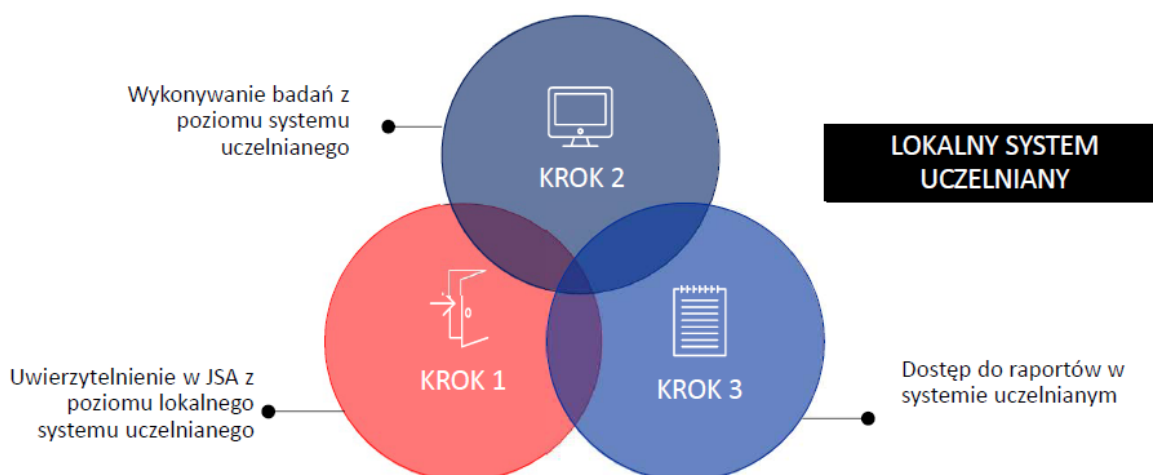 Wykonywanie badań z
poziomu systemu
uczelnianego
KROK 2
LOKALNY SYSTEM
UCZELNIANY
KROK 1
Uwierzytelnienie w JSA z
poziomu lokalnego
systemu uczelnianego
KROK 3
Dostęp do raportów w
systemie uczelnianym